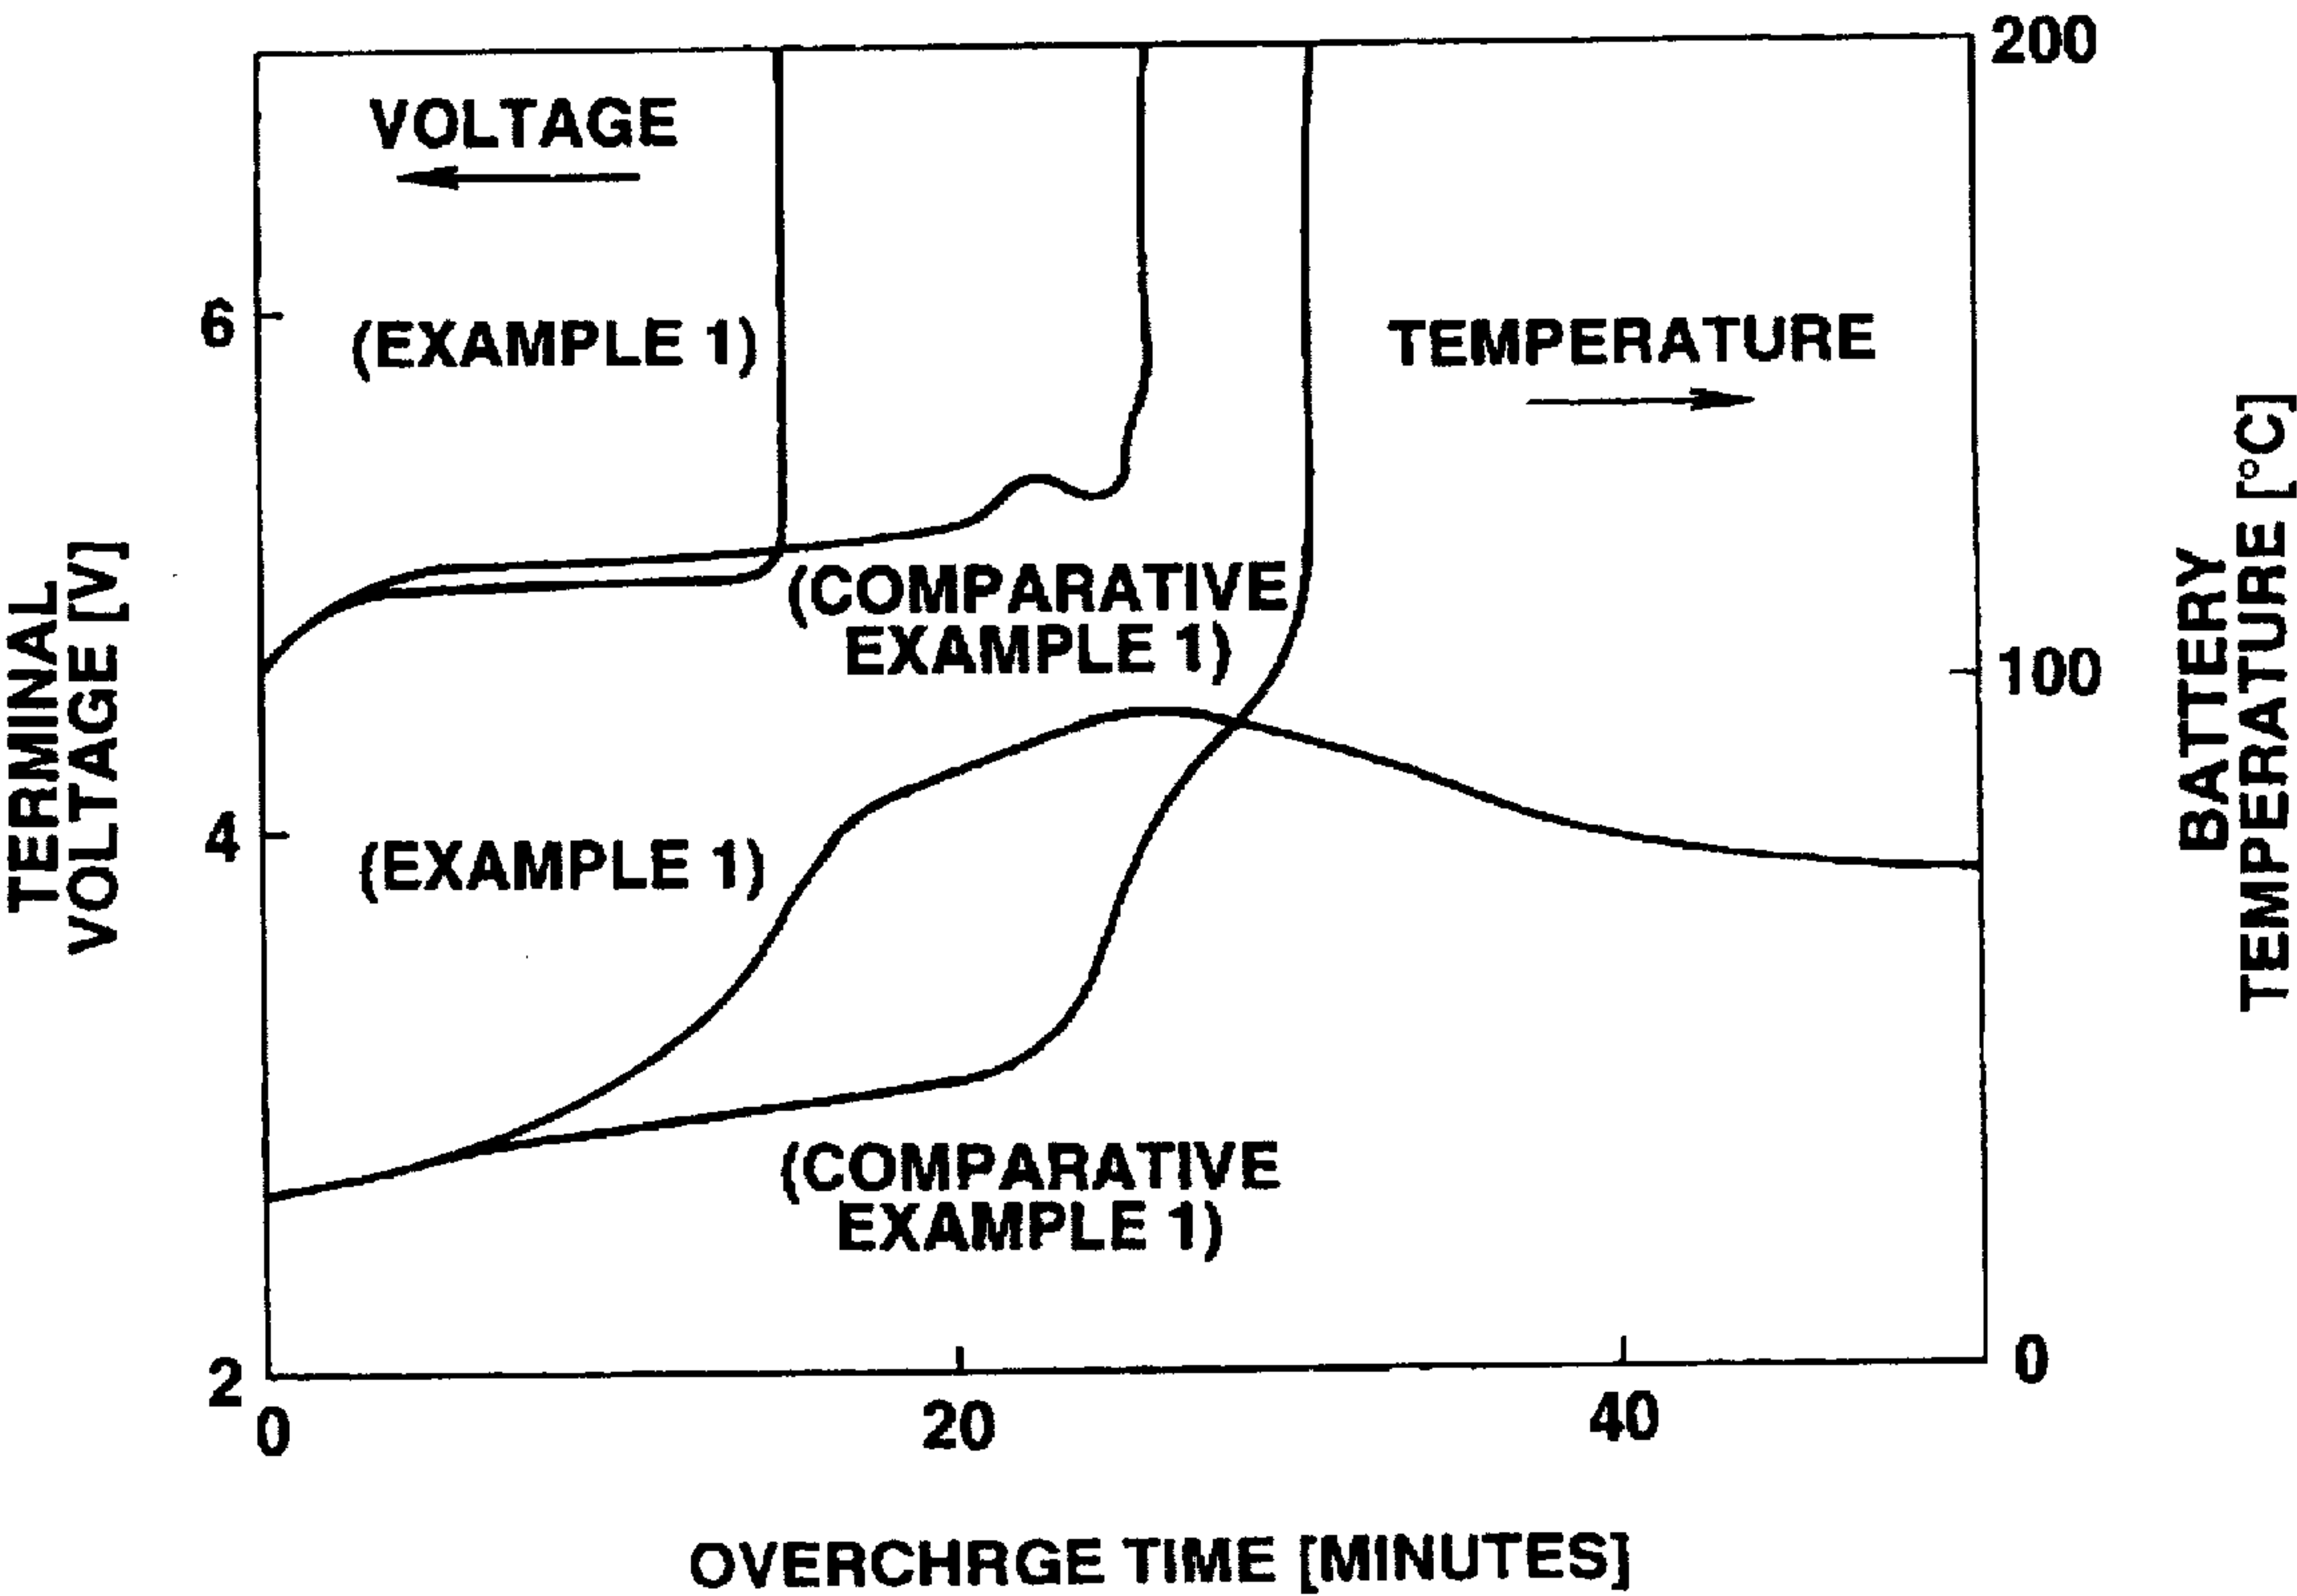 200
VOLTAGE
6
(EXAMPLE 1)
TEMPERATURE
(COMPARATIVE
EXAMPLE 1)
100
TERMINAL
VOLTAGE [V]
BATTERY
TEMPERATURE [°C]
4
(EXAMPLE 1)
(COMPARATIVE
EXAMPLE 1)
2
0
0
20
40
OVERCHRGE TIME [MINUTES]